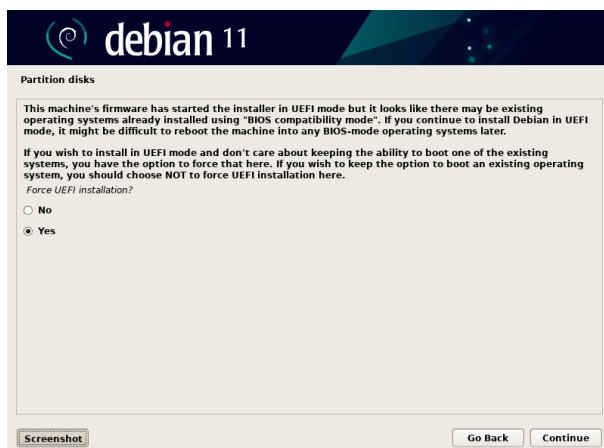 debian 11
Partition disks
This machine's firmware has started the installer in UEFI mode but it looks like there may be existing
operating systems already installed using "BIOS compatibility mode". If you continue to install Debian in UEFI
mode, it might be difficult to reboot the machine into any BIOS-mode operating systems later.
If you wish to install in UEFI mode and don't care about keeping the ability to boot one of the existing
systems, you have the option to force that here. If you wish to keep the option to boot an existing operating
system, you should choose NOT to force UEFI installation here.
Force UEFI installation?
No
Yes
Screenshot
Go Back
Continue